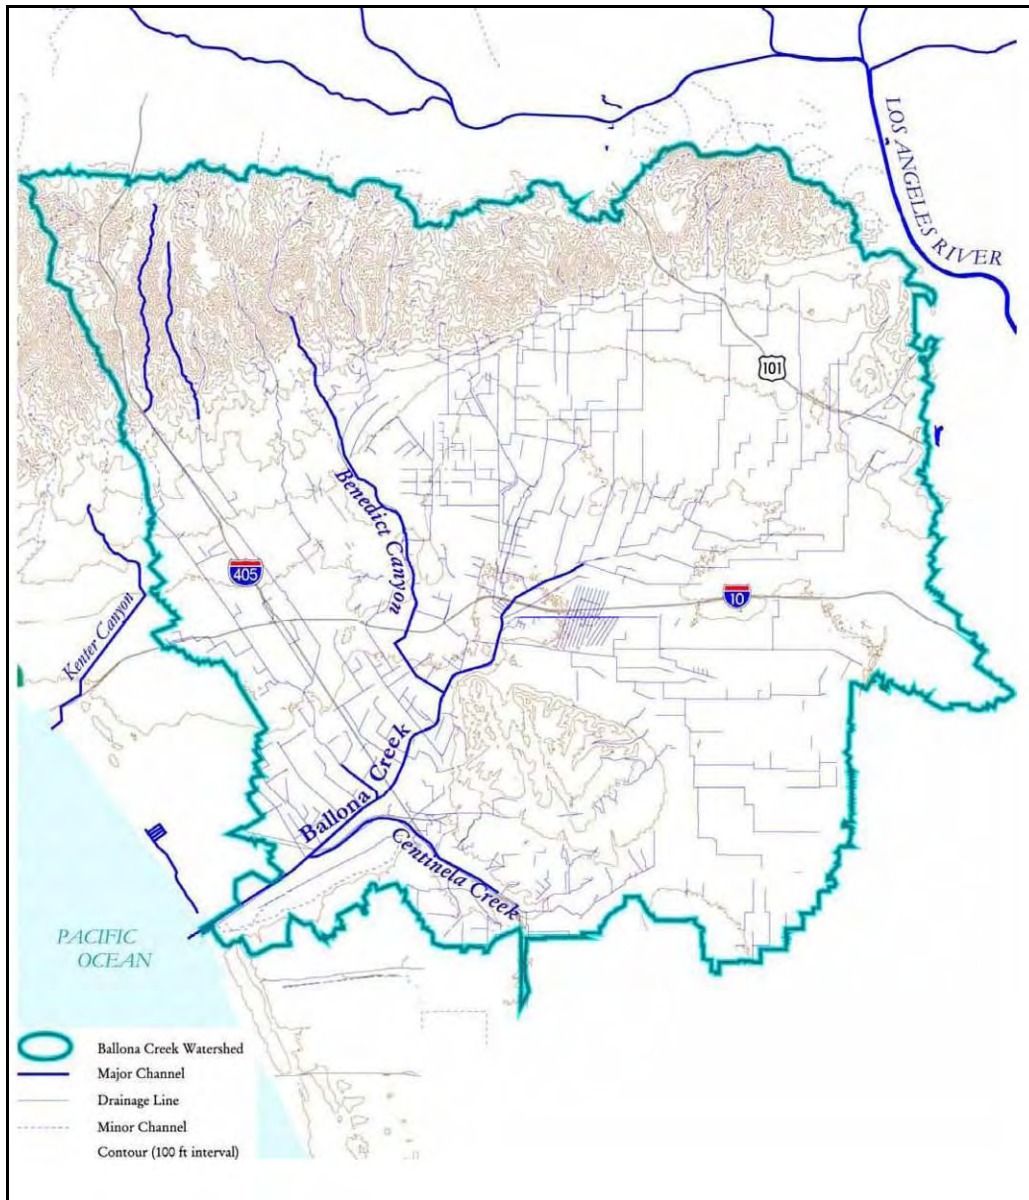 LOS ANGELES RIVER
101
Benedict Canyon
405
10
Kenter Canyon
Ballona Creek
Centinela Creek
PACIFIC
OCEAN
Ballona Creek Watershed
Major Channel
Drainage Line
Minor Channel
Contour (100 ft interval)